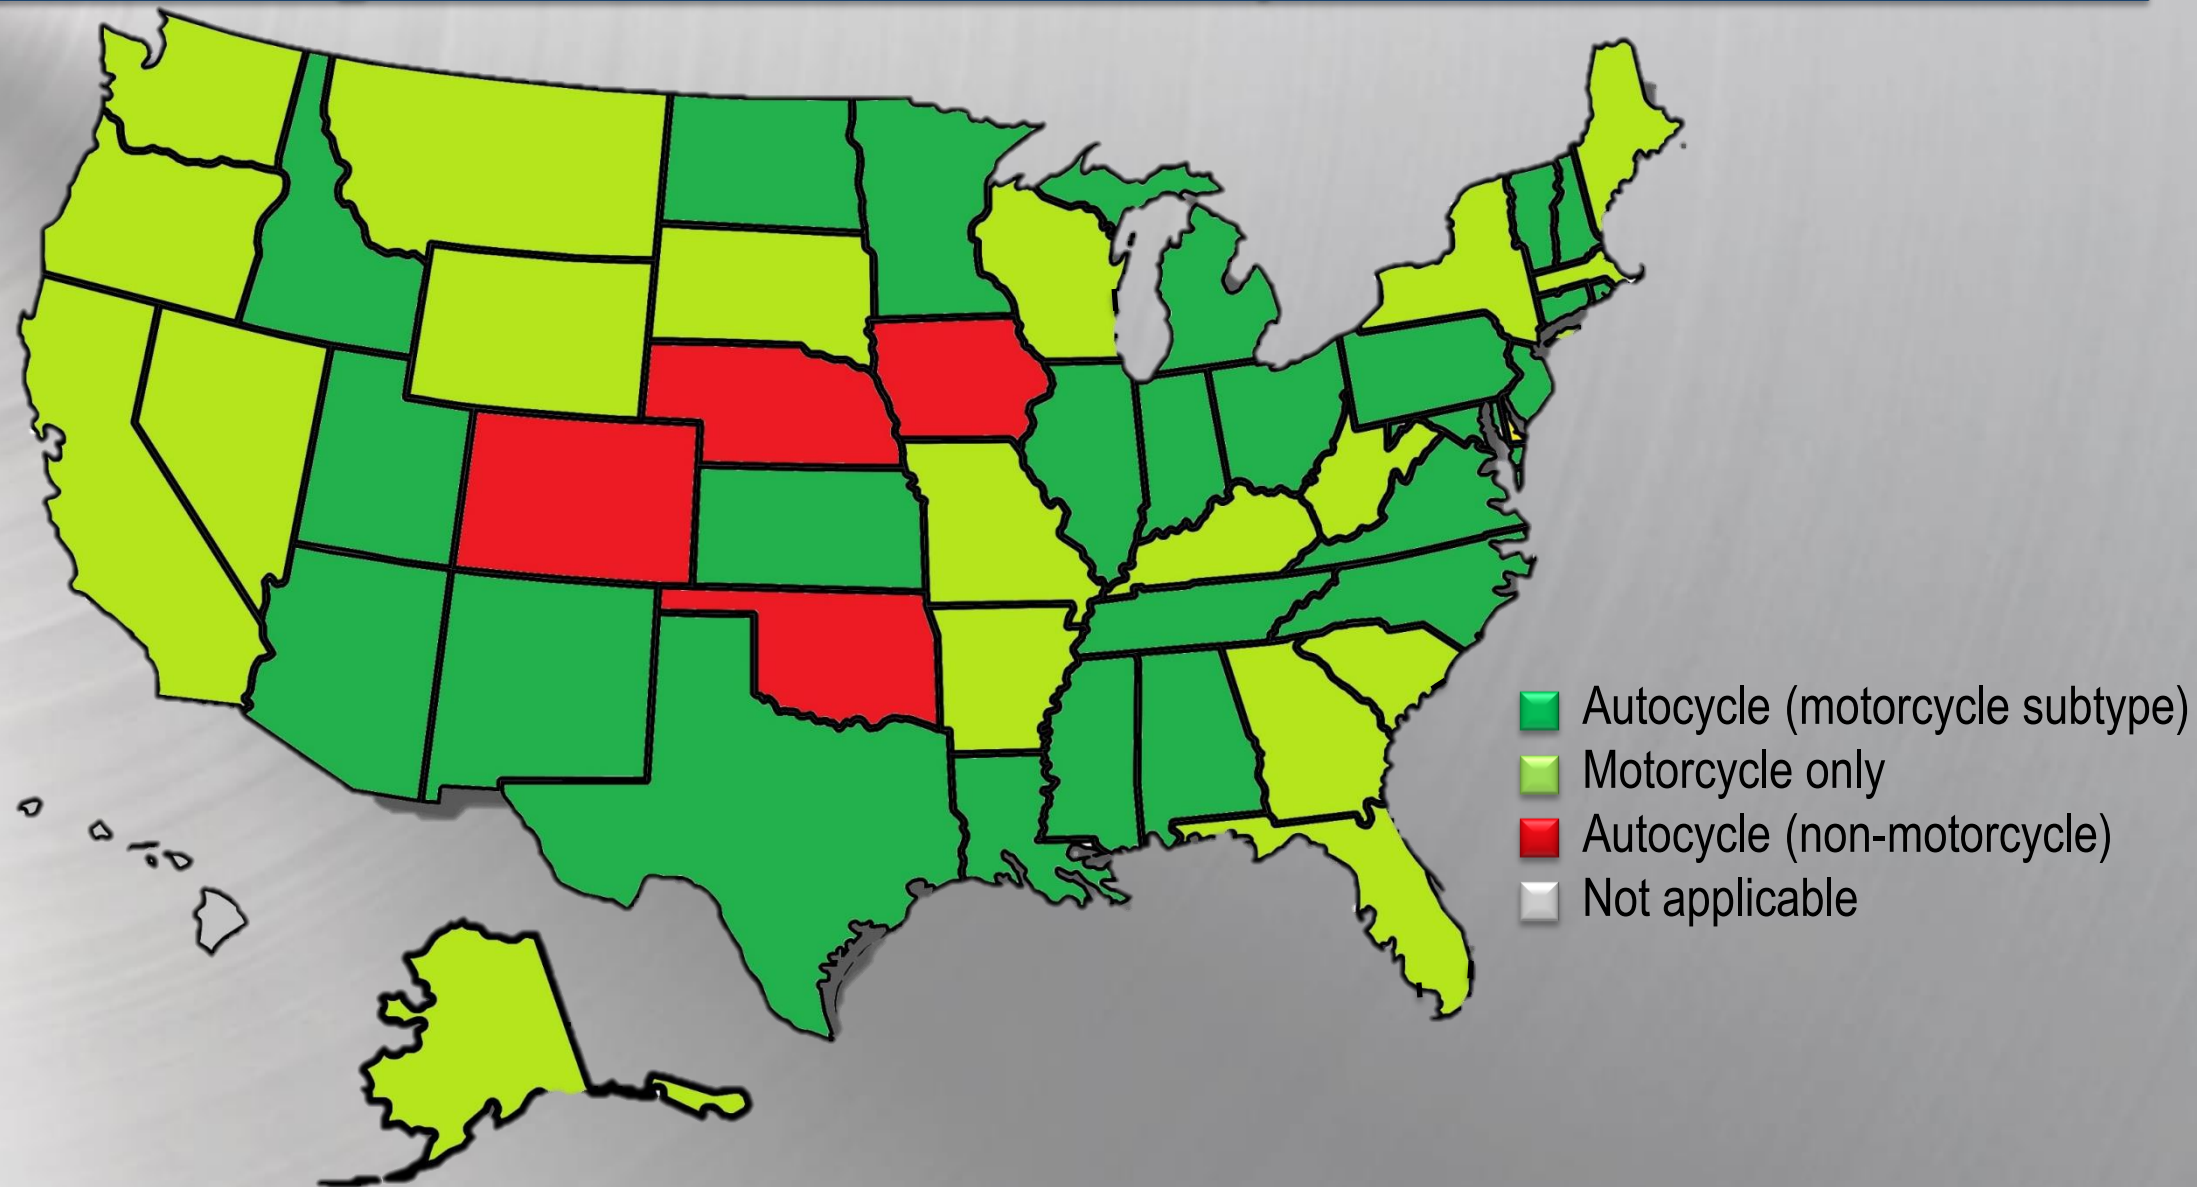 Autocycle (motorcycle subtype)
Motorcycle only
Autocycle (non-motorcycle)
Not applicable